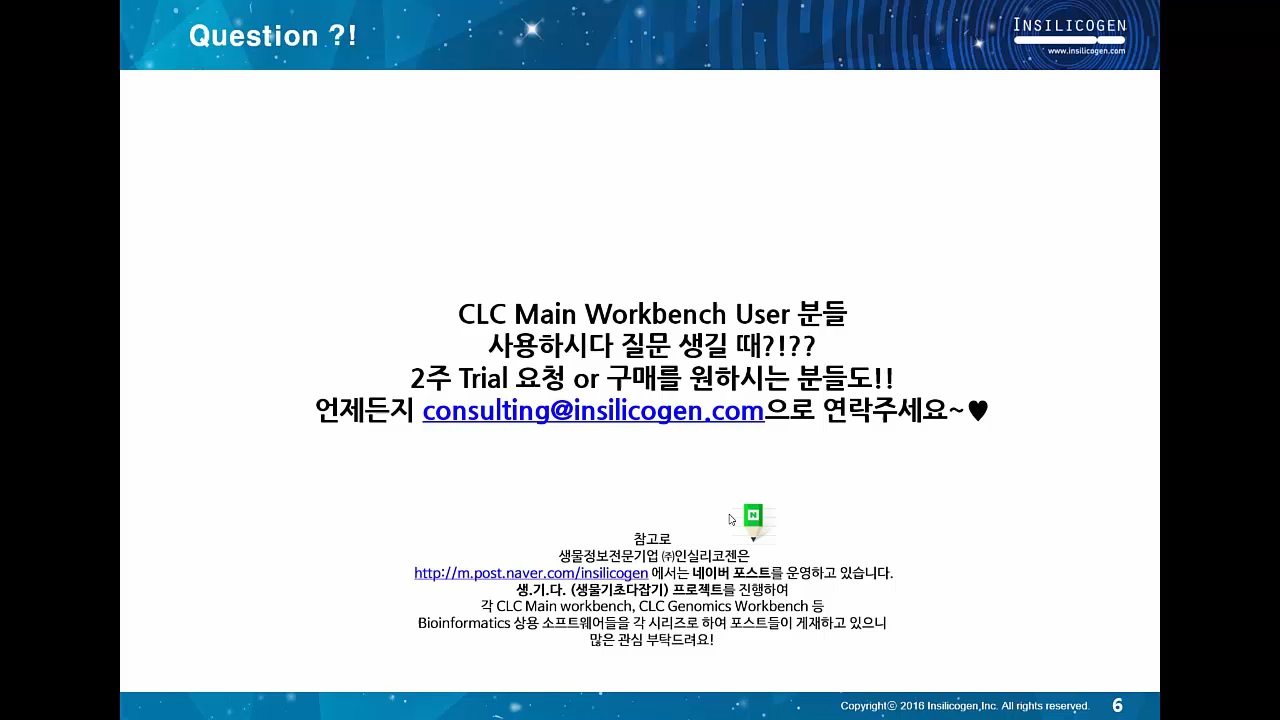 Question ?!
INSILICOGEN
www.insilicogen.com
CLC Main Workbench User 분들
사용하시다 질문 생길 때?!??
2주 Trial 요청 or 구매를 원하시는 분들도!!
언제든지 consulting@insilicogen.com으로 연락주세요~♥
N
참고로
생물정보전문기업 ㈜인실리코젠은
http://m.post.naver.com/insilicogen 에서는 네이버 포스트를 운영하고 있습니다.
생.기.다. (생물기초다잡기) 프로젝트를 진행하여
각 CLC Main workbench, CLC Genomics Workbench 등
Bioinformatics 상용 소프트웨어들을 각 시리즈로 하여 포스트들이 게재하고 있으니
많은 관심 부탁드려요!
Copyrightⓒ 2016 Insilicogen,Inc. All rights reserved.
6